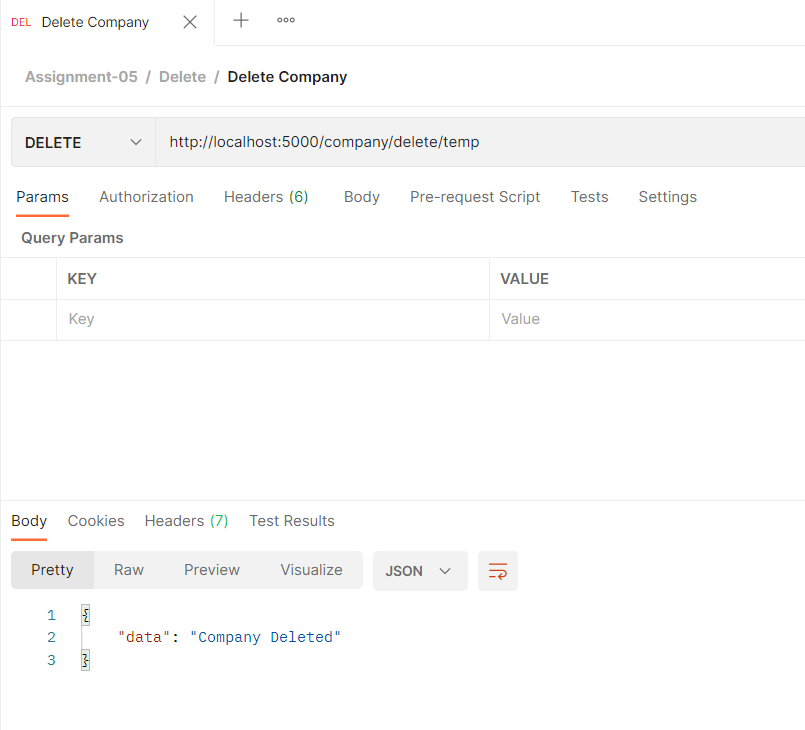 DEL Delete Company
Assignment-05 / Delete / Delete Company
DELETE http://localhost:5000/company/delete/temp
Params Authorization Headers (6) Body Pre-request Script Tests Settings
Query Params
KEY VALUE
Key Value
Body Cookies Headers (7) Test Results
Pretty Raw Preview Visualize JSON
1 {
2 "data": "Company Deleted"
3 }